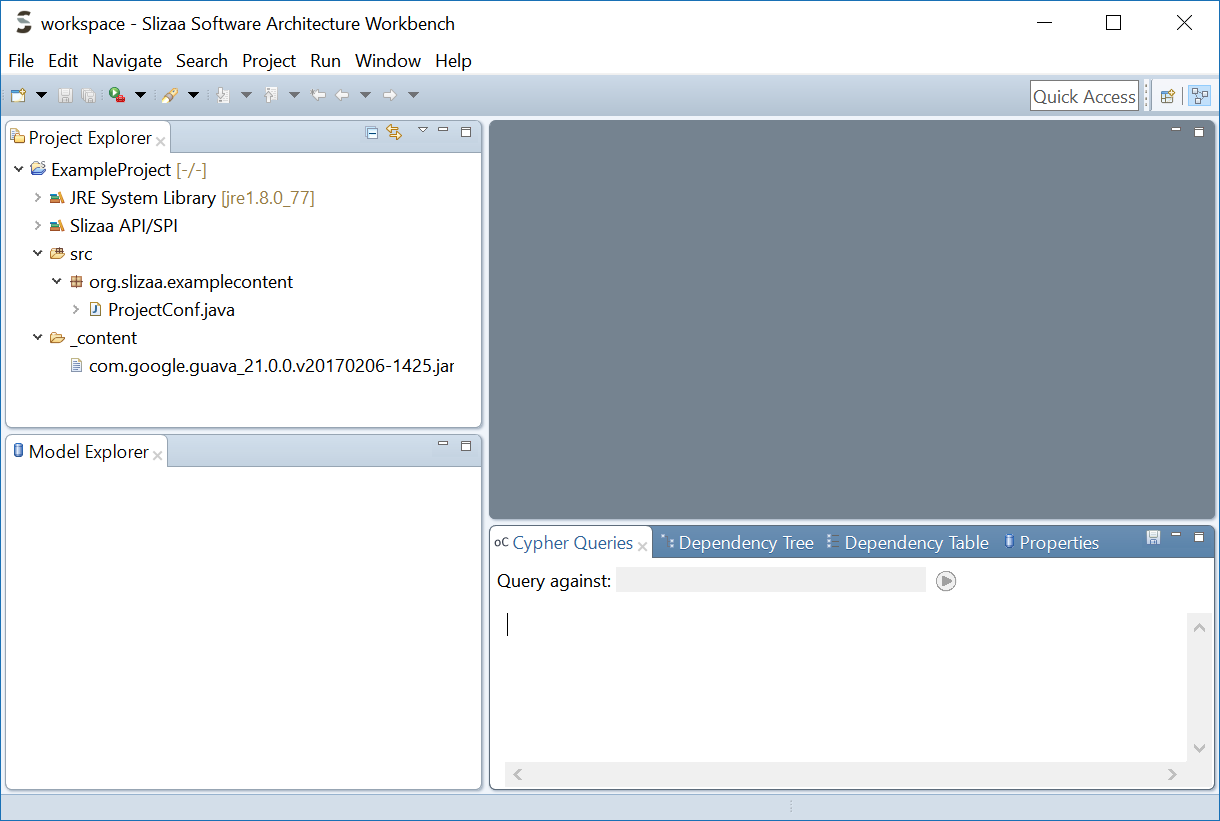 workspace - Slizaa Software Architecture Workbench
File Edit Navigate Search Project Run Window Help
Quick Access
Project Explorer
ExampleProject [-/-]
JRE System Library [jre1.8.0_77]
Slizaa API/SPI
src
org.slizaa.examplecontent
ProjectConf.java
_content
com.google.guava_21.0.0.v20170206-1425.jar
Model Explorer
oC Cypher Queries Dependency Tree Dependency Table Properties
Query against: